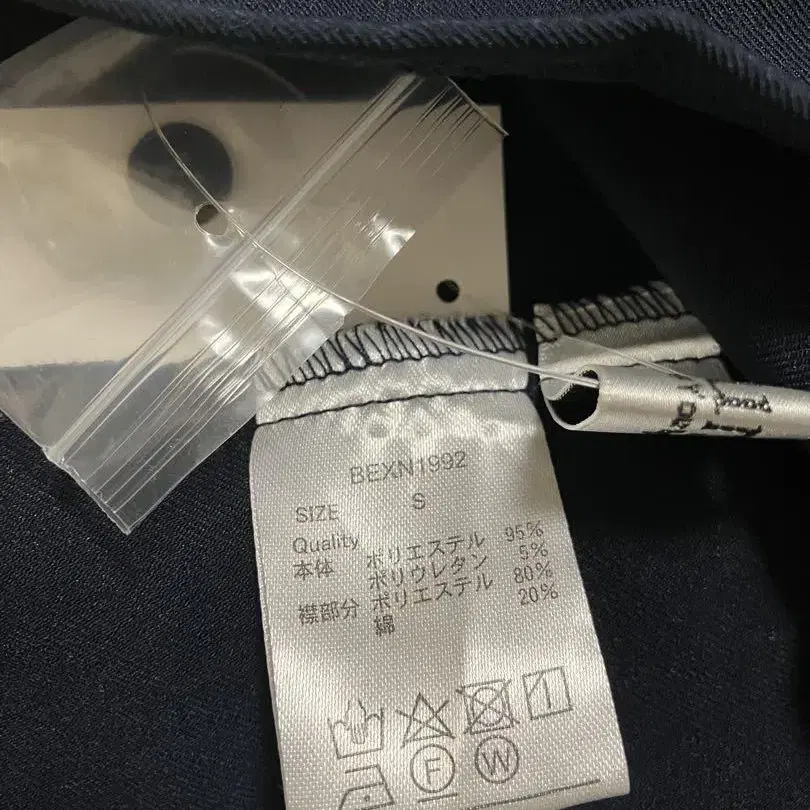 BEXN1992
SIZE S
Quality
本体 ポリエステル 95%
ポリウレタン 5%
襟部分 ポリエステル 80%
綿 20%
F W